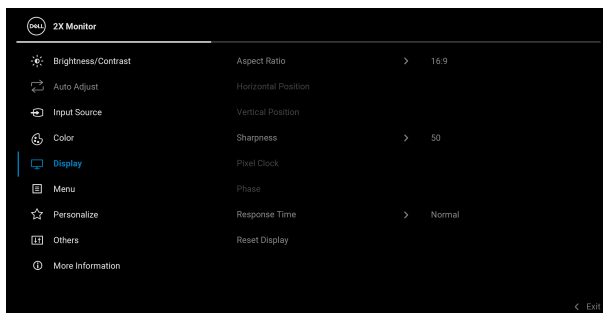 DELL 2X Monitor
Brightness/Contrast Aspect Ratio > 16:9
Auto Adjust Horizontal Position
Input Source Vertical Position
Color Sharpness > 50
Display Pixel Clock
Menu Phase
Personalize Response Time > Normal
Others Reset Display
More Information
< Exit